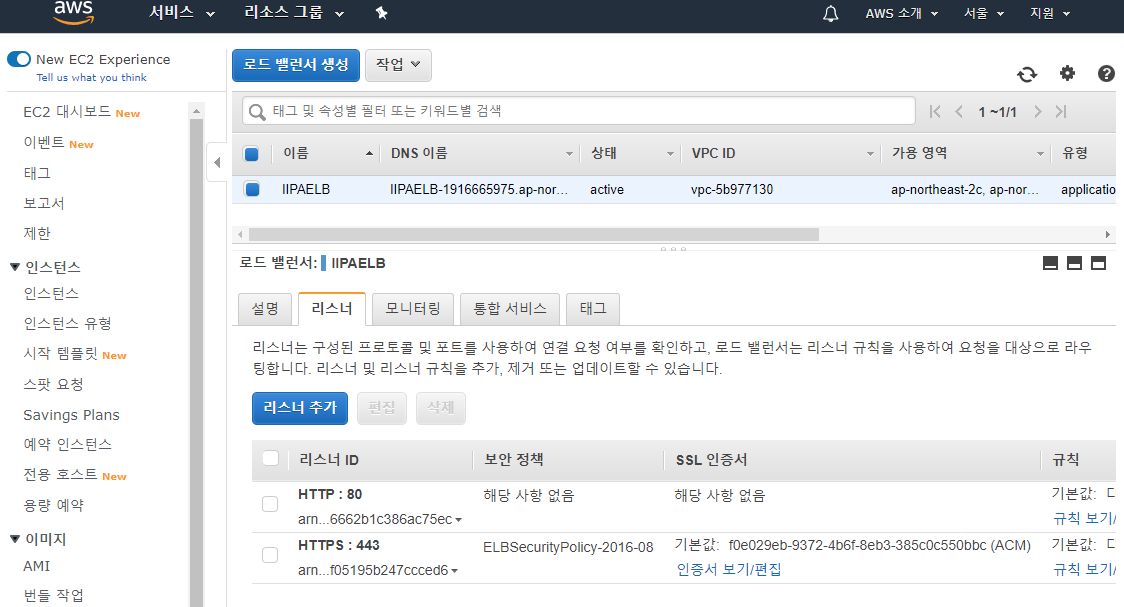 aws 서비스 리소스 그룹 AWS 소개 서울 지원
New EC2 Experience
Tell us what you think
EC2 대시보드 New
이벤트 New
태그
보고서
제한
인스턴스
인스턴스
인스턴스 유형
시작 템플릿 New
스팟 요청
Savings Plans
예약 인스턴스
전용 호스트 New
용량 예약
이미지
AMI
번들 작업
로드 밸런서 생성 작업
태그 및 속성별 필터 또는 키워드별 검색 1 ~1/1
이름 DNS 이름 상태 VPC ID 가용 영역 유형
IIPAELB IIPAELB-1916665975.ap-nor... active vpc-5b977130 ap-northeast-2c, ap-nor... applicatio
로드 밸런서: IIPAELB
설명 리스너 모니터링 통합 서비스 태그
리스너는 구성된 프로토콜 및 포트를 사용하여 연결 요청 여부를 확인하고, 로드 밸런서는 리스너 규칙을 사용하여 요청을 대상으로 라우
팅합니다. 리스너 및 리스너 규칙을 추가, 제거 또는 업데이트할 수 있습니다.
리스너 추가 편집 삭제
리스너 ID 보안 정책 SSL 인증서 규칙
HTTP : 80 해당 사항 없음 해당 사항 없음 기본값:
arn...6662b1c386ac75ec 규칙 보기/
HTTPS : 443 ELBSecurityPolicy-2016-08 기본값: f0e029eb-9372-4b6f-8eb3-385c0c550bbc (ACM) 기본값:
arn...f05195b247ccced6 인증서 보기/편집 규칙 보기/